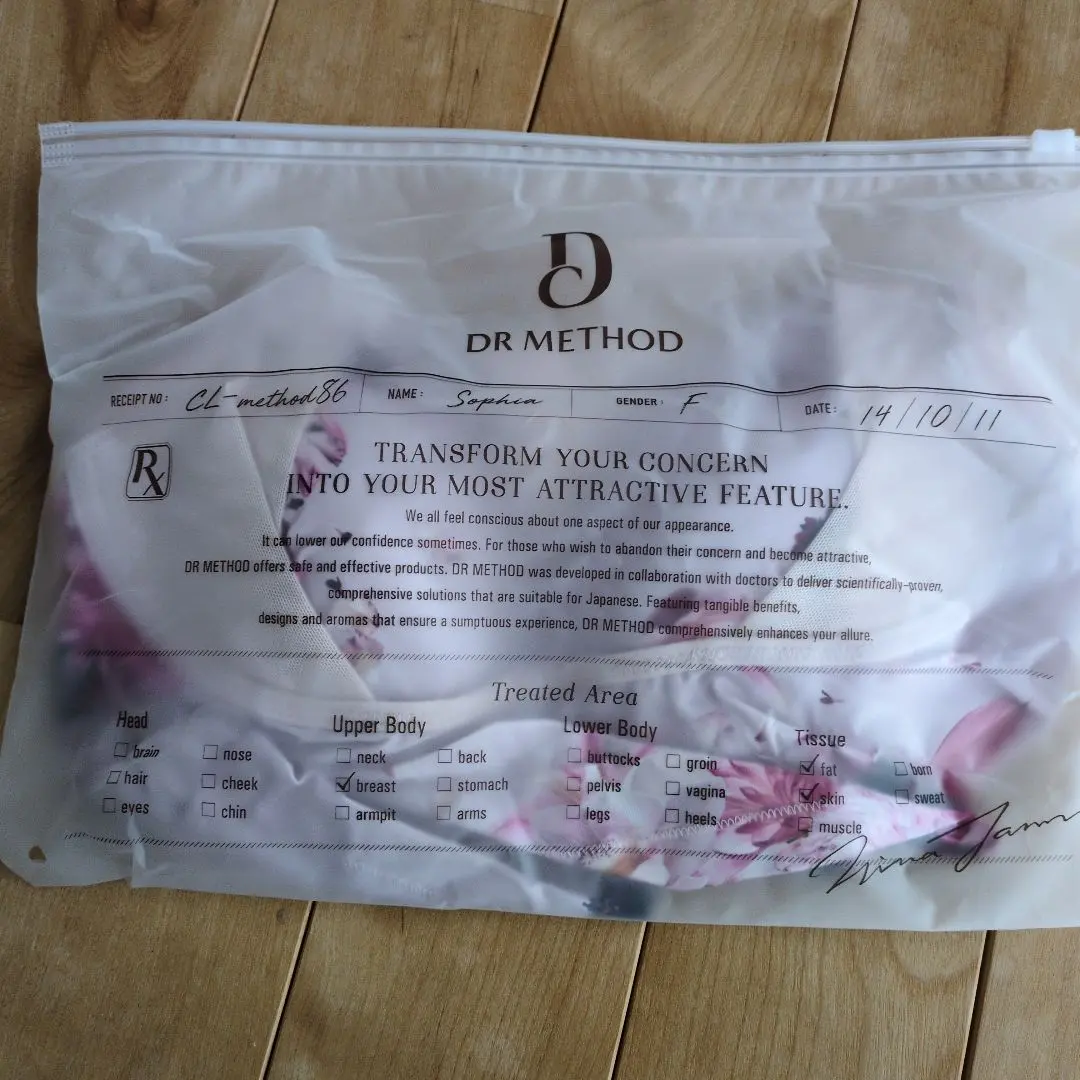 DC
DR METHOD
RECEIPT NO : CL-method86 NAME : Sophia GENDER : F DATE : 14/10/11
Rx
TRANSFORM YOUR CONCERN
INTO YOUR MOST ATTRACTIVE FEATURE.
We all feel conscious about one aspect of our appearance.
It can lower our confidence sometimes. For those who wish to abandon their concern and become attractive,
DR METHOD offers safe and effective products. DR METHOD was developed in collaboration with doctors to deliver scientifically-proven,
comprehensive solutions that are suitable for Japanese. Featuring tangible benefits,
designs and aromas that ensure a sumptuous experience, DR METHOD comprehensively enhances your allure.
Treated Area
Head
brain nose
hair cheek
eyes chin
Upper Body
neck back
breast stomach
armpit arms
Lower Body
buttocks groin
pelvis vagina
legs heels
Tissue
fat born
skin sweat
muscle